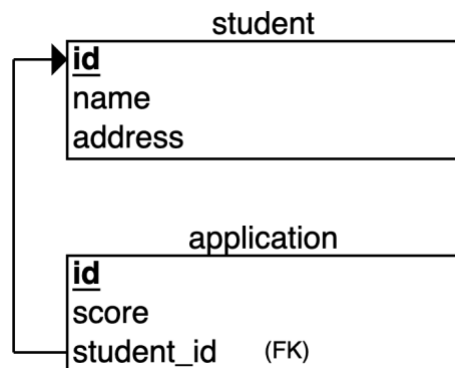 student
id
name
address
application
id
score
student_id (FK)